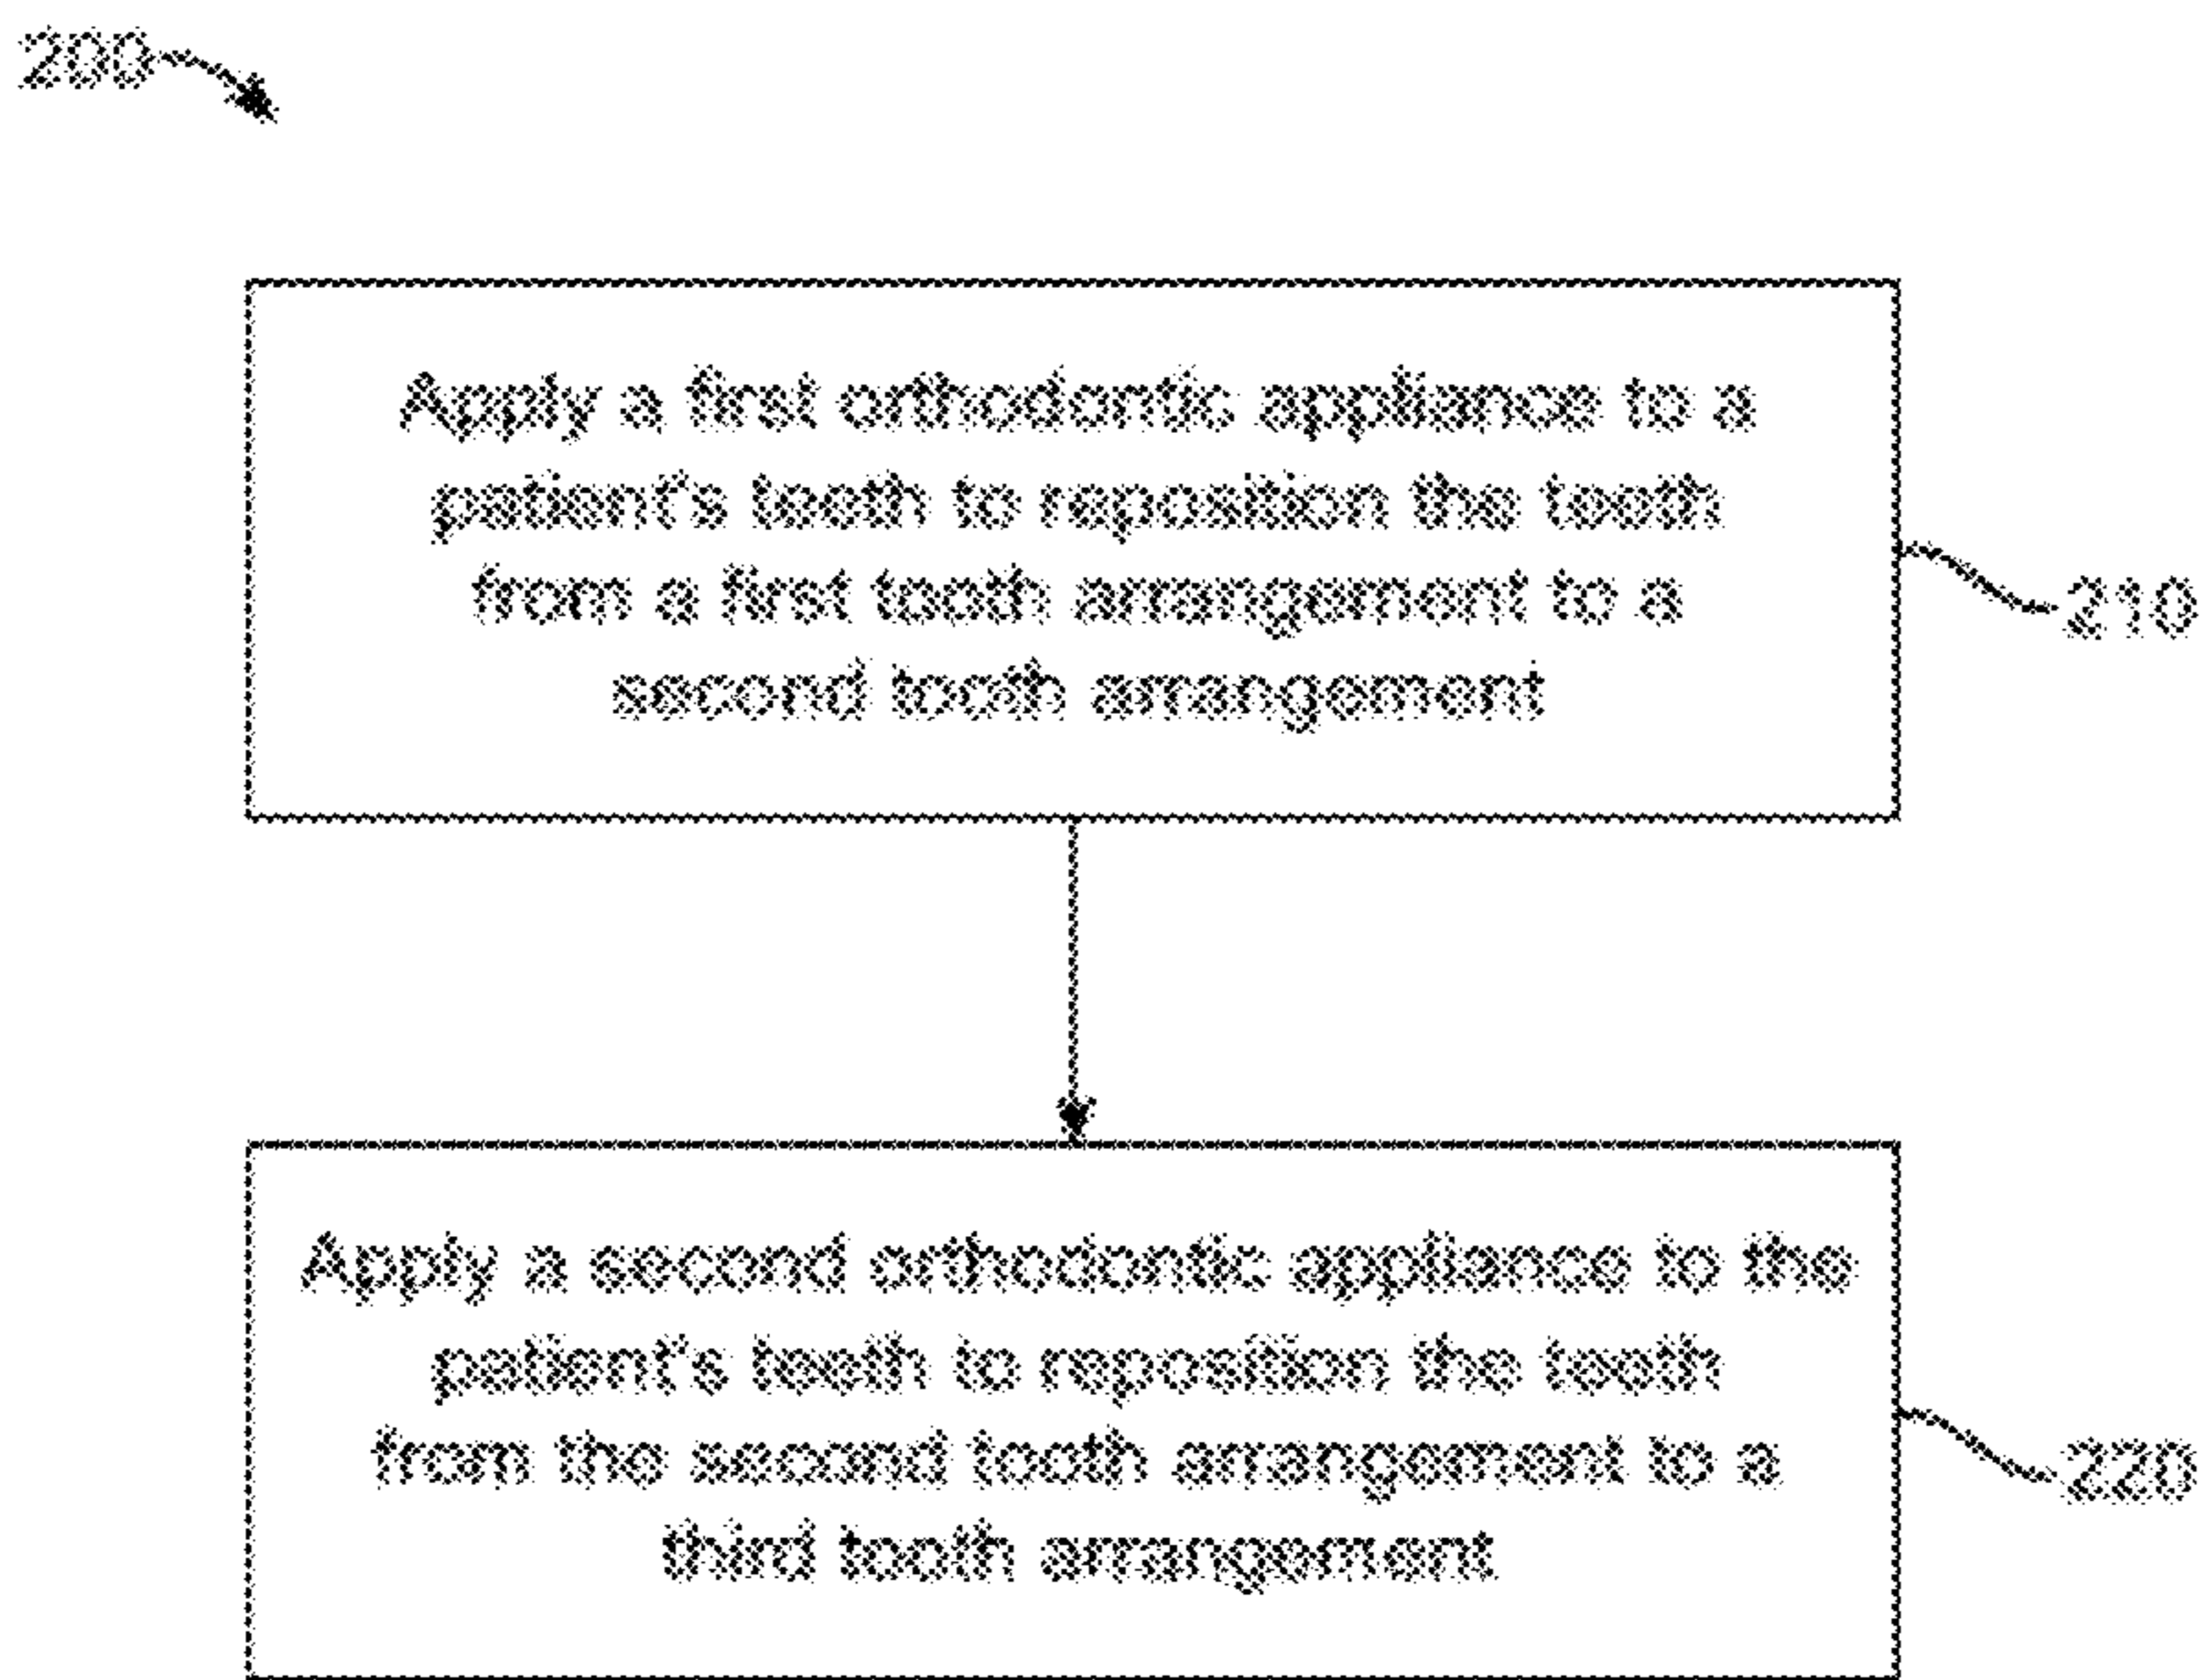 200
Apply a first orthodontic appliance to a
patient's teeth to reposition the teeth
from a first tooth arrangement to a
second tooth arrangement
210
Apply a second orthodontic appliance to the
patient's teeth to reposition the teeth
from the second tooth arrangement to a
third tooth arrangement
220